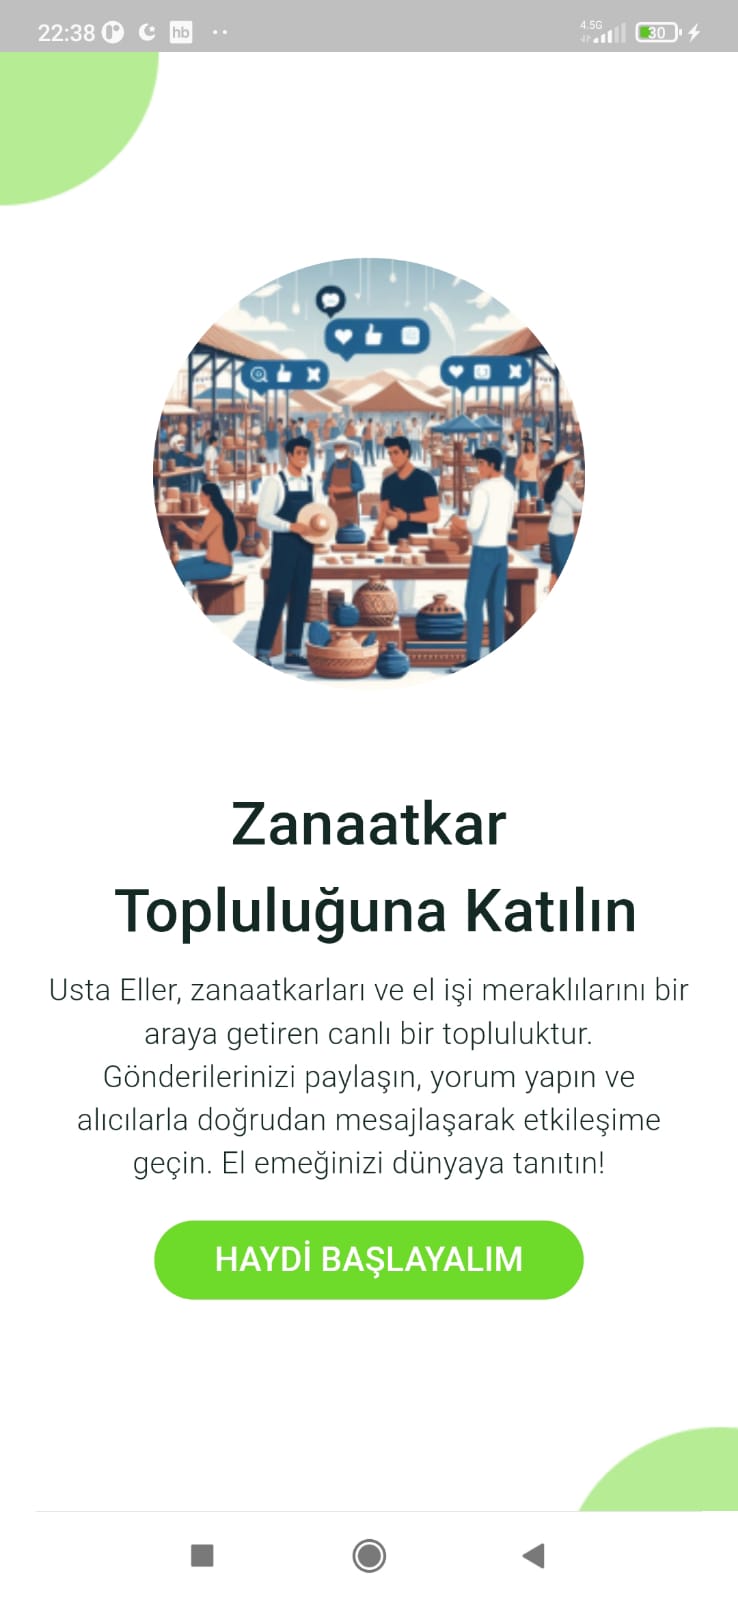 22:38 hb 4.5G 30
Zanaatkar
Topluluğuna Katılın
Usta Eller, zanaatkarları ve el işi meraklılarını bir
araya getiren canlı bir topluluktur.
Gönderilerinizi paylaşın, yorum yapın ve
alıcılarla doğrudan mesajlaşarak etkileşime
geçin. El emeğinizi dünyaya tanıtın!
HAYDİ BAŞLAYALIM